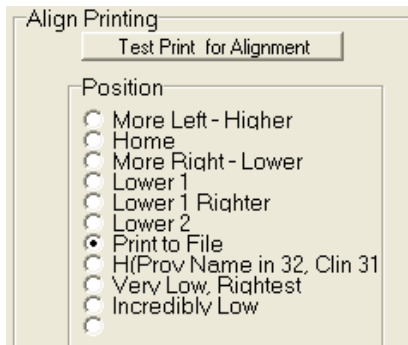 Align Printing
Test Print for Alignment
Position
More Left - Higher
Home
More Right - Lower
Lower 1
Lower 1 Righter
Lower 2
Print to File
H(Prov Name in 32, Clin 31
Very Low, Rightest
Incredibly Low